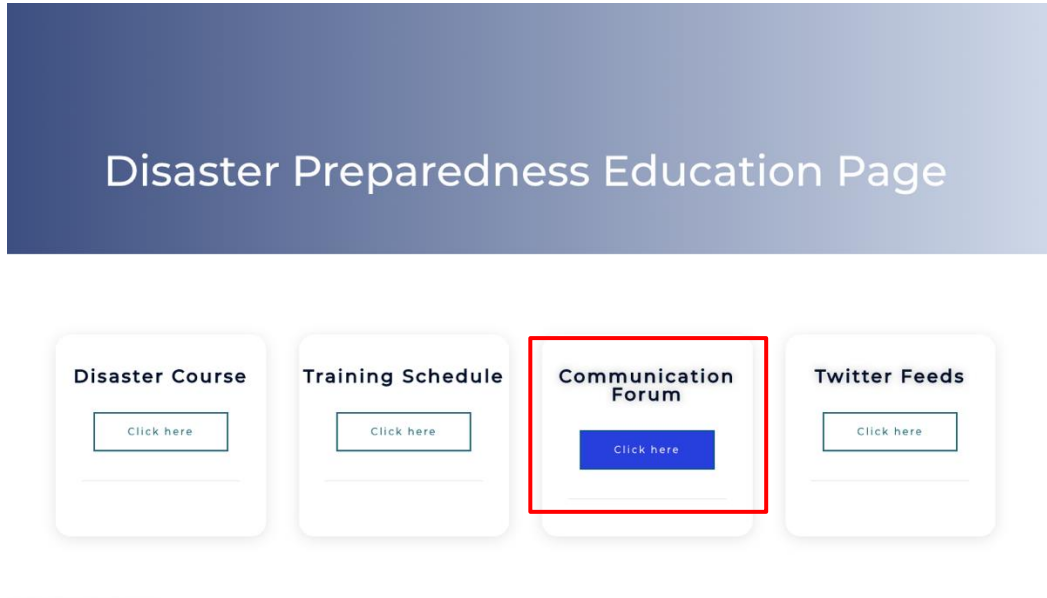 Disaster Preparedness Education Page
Disaster Course
Click here
Training Schedule
Click here
Communication
Forum
Click here
Twitter Feeds
Click here